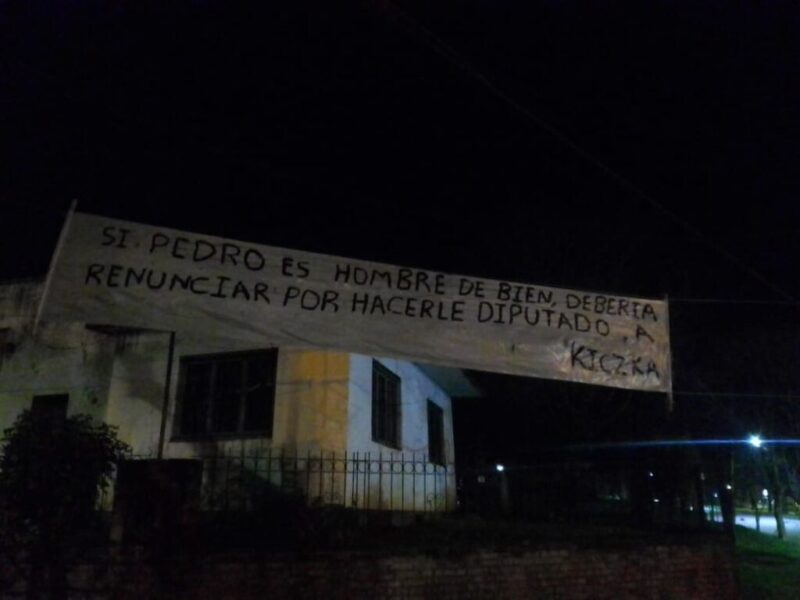 SI. PEDRO ES HOMBRE DE BIEN, DEBERIA
RENUNCIAR POR HACERLE DIPUTADO, A
KICZKA